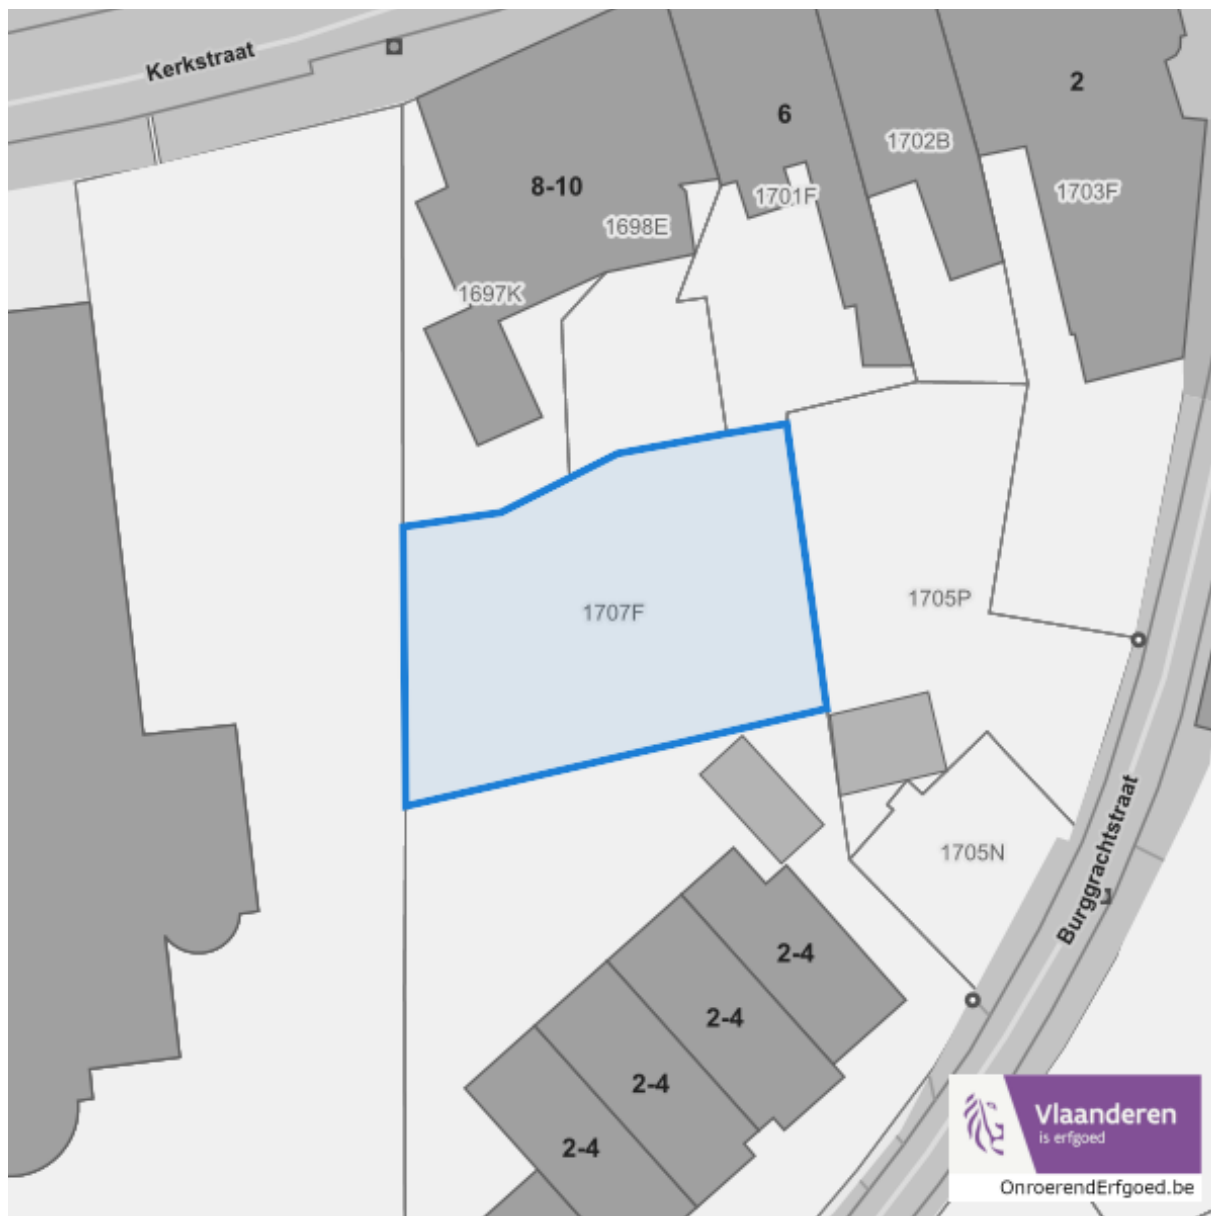 Kerkstraat
2
6
1702B
8-10
1701F
1703F
1698E
1697K
1707F
1705P
1705N
Burggrachtstraat
2-4
2-4
2-4
2-4
Vlaanderen
is erfgoed
OnroerendErfgoed.be